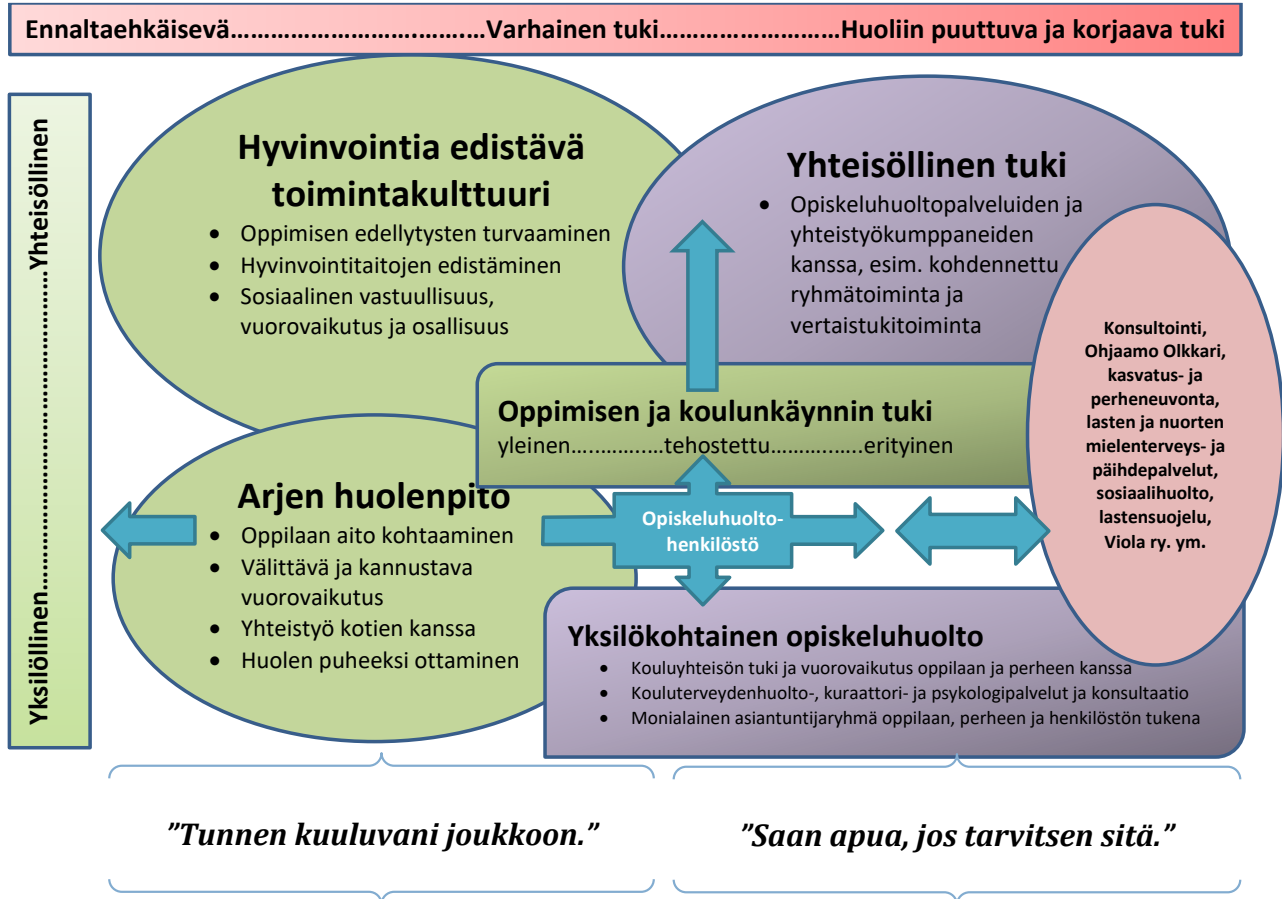 Ennaltaehkäisevä…………………….………Varhainen tuki………………………Huoliin puuttuva ja korjaava tuki
Yksilöllinen……………………………………Yhteisöllinen
Hyvinvointia edistävä
toimintakulttuuri
• Oppimisen edellytysten turvaaminen
• Hyvinvointitaitojen edistäminen
• Sosiaalinen vastuullisuus,
vuorovaikutus ja osallisuus
Yhteisöllinen tuki
• Opiskeluhuoltopalveluiden ja
yhteistyökumppaneiden
kanssa, esim. kohdennettu
ryhmätoiminta ja
vertaistukitoiminta
Konsultointi,
Ohjaamo Olkkari,
kasvatus- ja
perheneuvonta,
lasten ja nuorten
mielenterveys- ja
päihdepalvelut,
sosiaalihuolto,
lastensuojelu,
Viola ry. ym.
Oppimisen ja koulunkäynnin tuki
yleinen…..……..…tehostettu………..…..erityinen
Arjen huolenpito
• Oppilaan aito kohtaaminen
• Välittävä ja kannustava
vuorovaikutus
• Yhteistyö kotien kanssa
• Huolen puheeksi ottaminen
Opiskeluhuolto-
henkilöstö
Yksilökohtainen opiskeluhuolto
• Kouluyhteisön tuki ja vuorovaikutus oppilaan ja perheen kanssa
• Kouluterveydenhuolto-, kuraattori- ja psykologipalvelut ja konsultaatio
• Monialainen asiantuntijaryhmä oppilaan, perheen ja henkilöstön tukena
”Tunnen kuuluvani joukkoon.”
”Saan apua, jos tarvitsen sitä.”